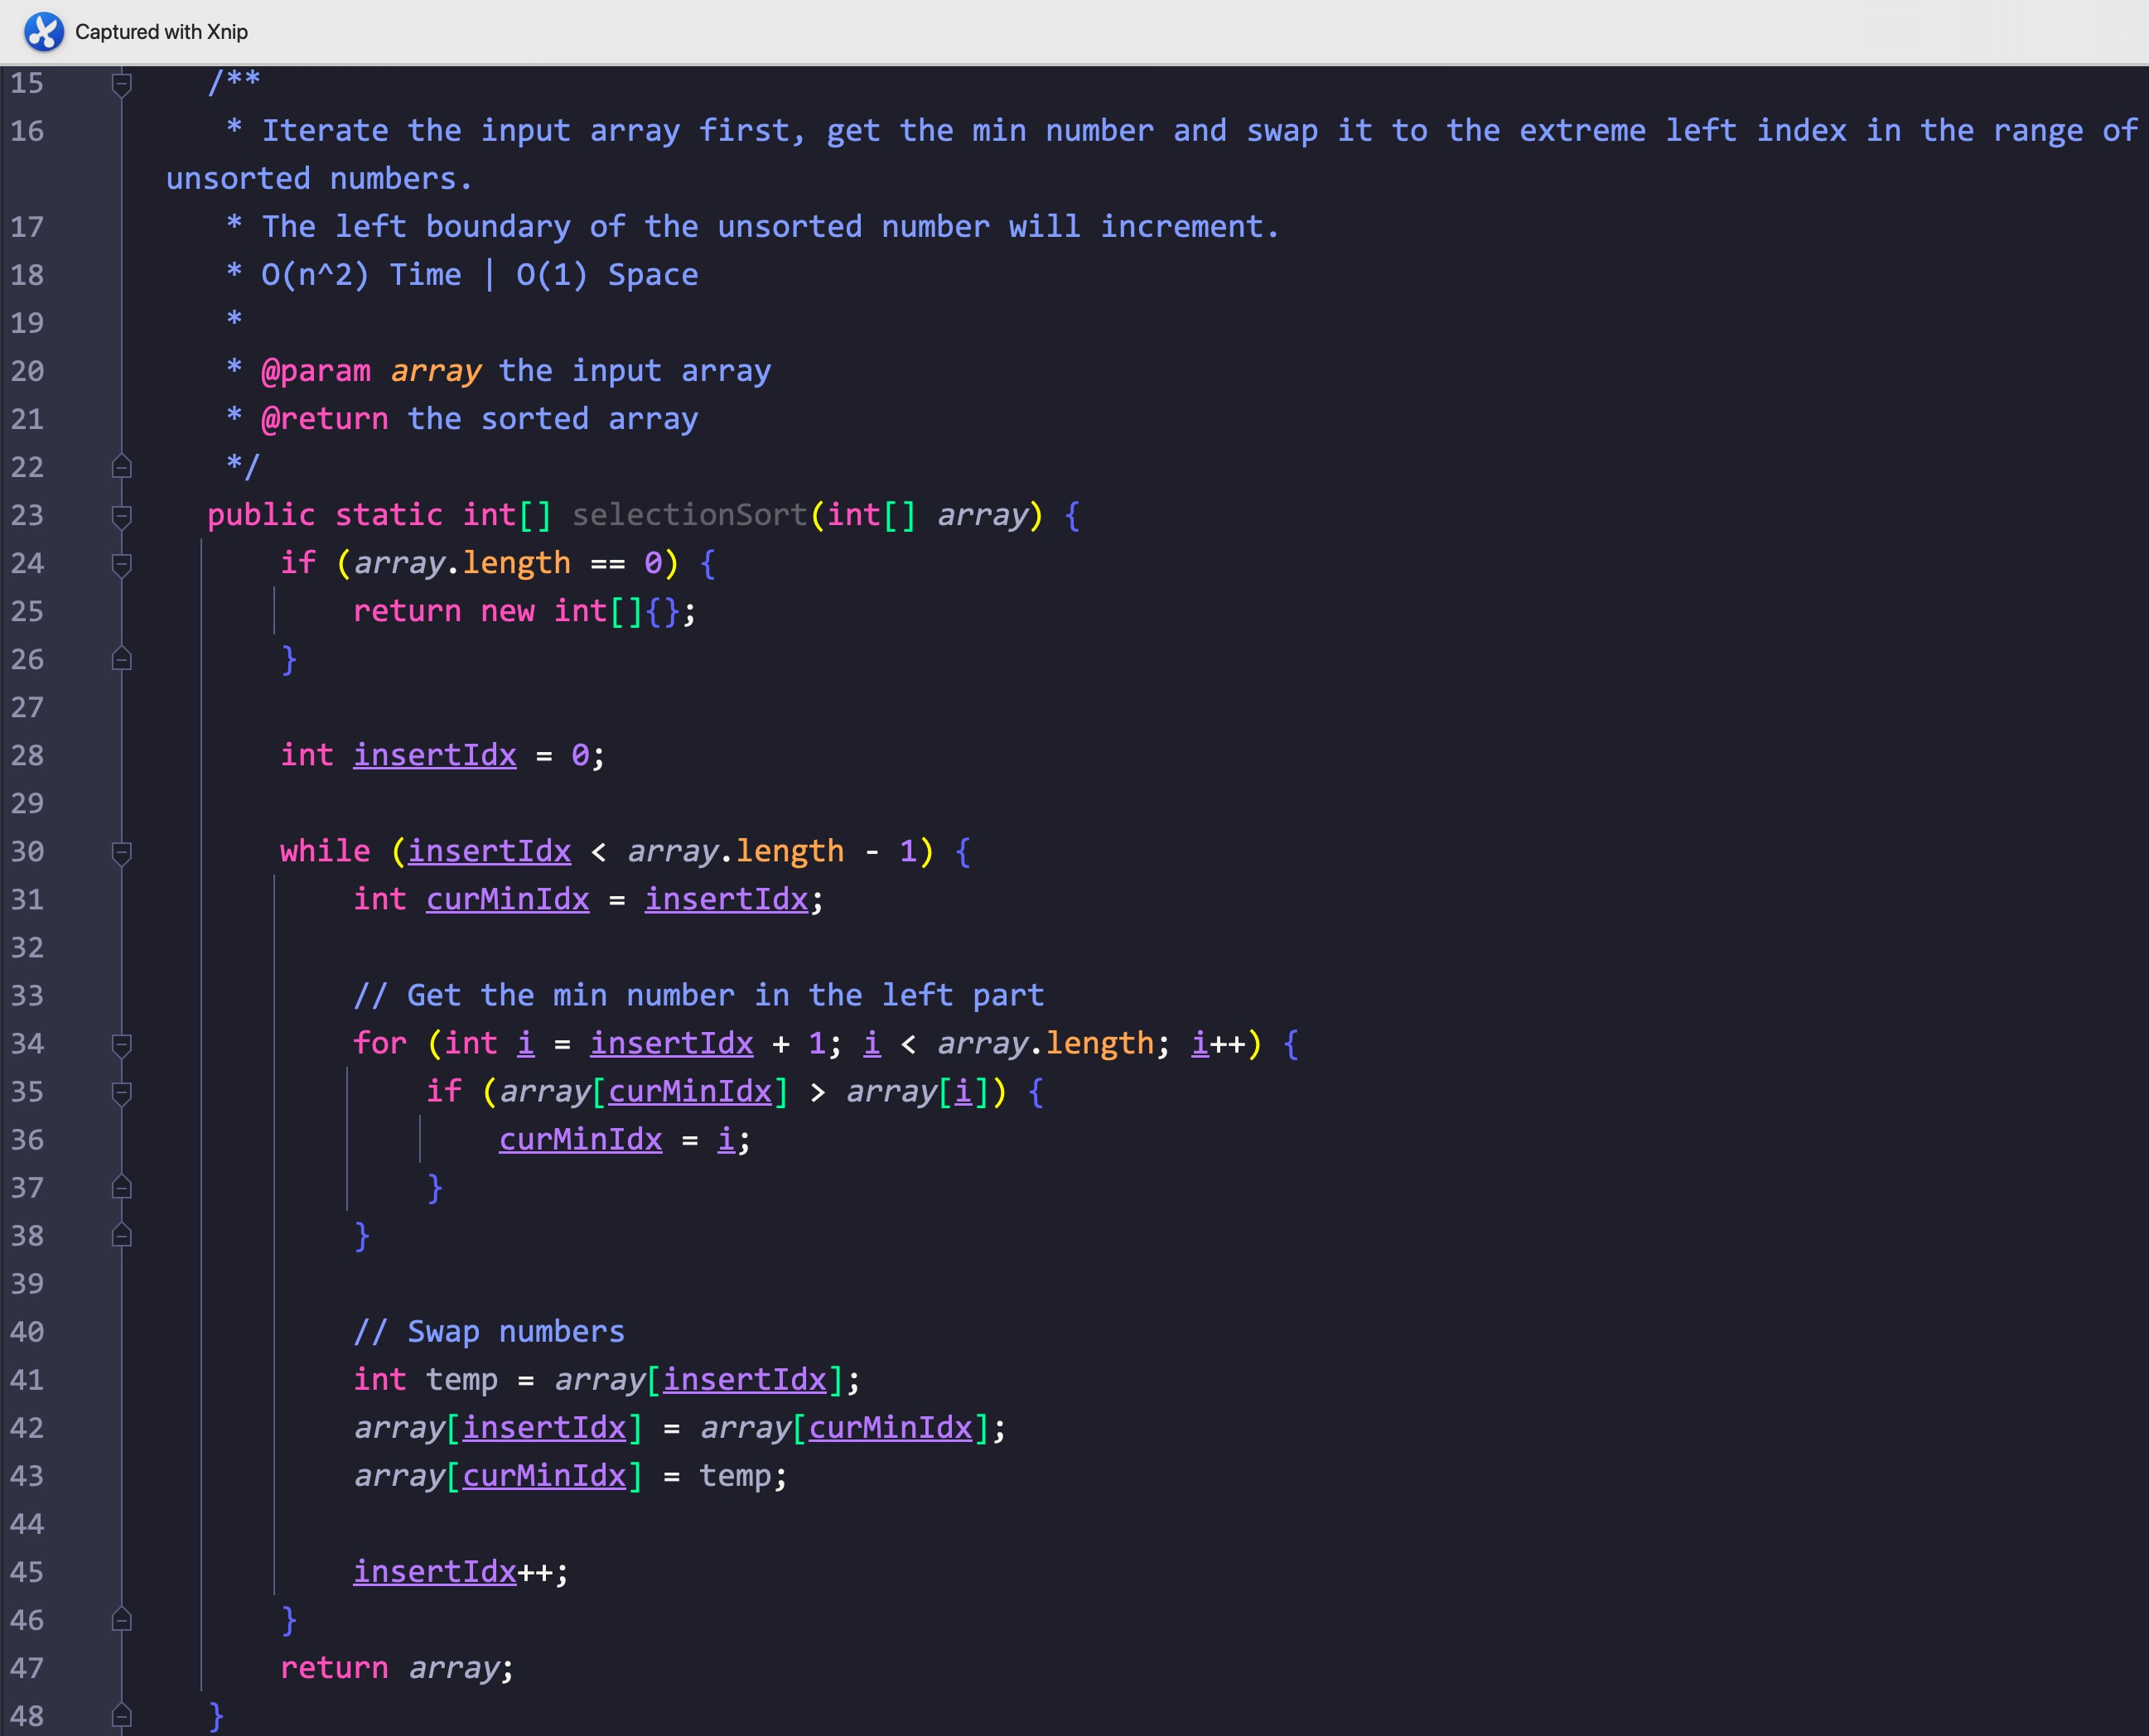 Captured with Xnip
15 /**
16 * Iterate the input array first, get the min number and swap it to the extreme left index in the range of
unsorted numbers.
17 * The left boundary of the unsorted number will increment.
18 * O(n^2) Time | O(1) Space
19 *
20 * @param array the input array
21 * @return the sorted array
22 */
23 public static int[] selectionSort(int[] array) {
24 if (array.length == 0) {
25 return new int[]{};
26 }
27
28 int insertIdx = 0;
29
30 while (insertIdx < array.length - 1) {
31 int curMinIdx = insertIdx;
32
33 // Get the min number in the left part
34 for (int i = insertIdx + 1; i < array.length; i++) {
35 if (array[curMinIdx] > array[i]) {
36 curMinIdx = i;
37 }
38 }
39
40 // Swap numbers
41 int temp = array[insertIdx];
42 array[insertIdx] = array[curMinIdx];
43 array[curMinIdx] = temp;
44
45 insertIdx++;
46 }
47 return array;
48 }